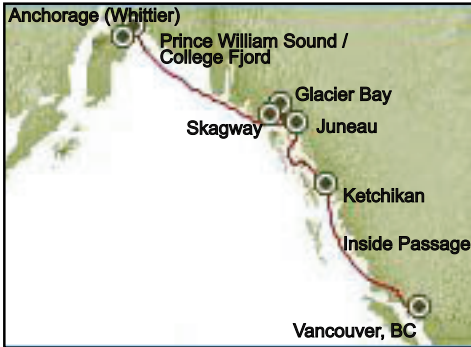 Anchorage (Whittier)
Prince William Sound /
College Fjord
Glacier Bay
Skagway
Juneau
Ketchikan
Inside Passage
Vancouver, BC